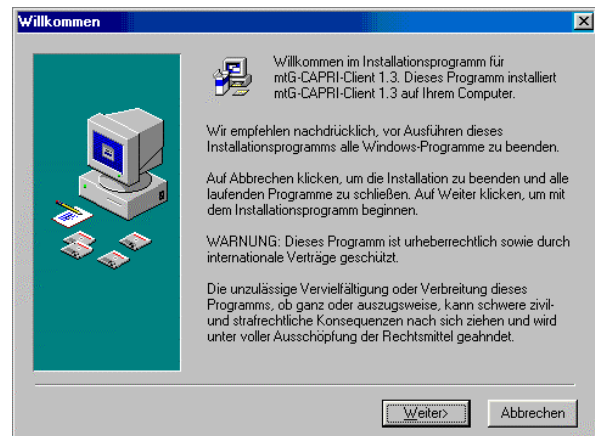 Willkommen
Willkommen im Installationsprogramm für
mtG-CAPRI-Client 1.3. Dieses Programm installiert
mtG-CAPRI-Client 1.3 auf Ihrem Computer.
Wir empfehlen nachdrücklich, vor Ausführen dieses
Installationsprogramms alle Windows-Programme zu beenden.
Auf Abbrechen klicken, um die Installation zu beenden und alle
laufenden Programme zu schließen. Auf Weiter klicken, um mit
dem Installationsprogramm beginnen.
WARNUNG: Dieses Programm ist urheberrechtlich sowie durch
internationale Verträge geschützt.
Die unzulässige Vervielfältigung oder Verbreitung dieses
Programms, ob ganz oder auszugsweise, kann schwere zivil-
und strafrechtliche Konsequenzen nach sich ziehen und wird
unter voller Ausschöpfung der Rechtsmittel geahndet.
Weiter>
Abbrechen